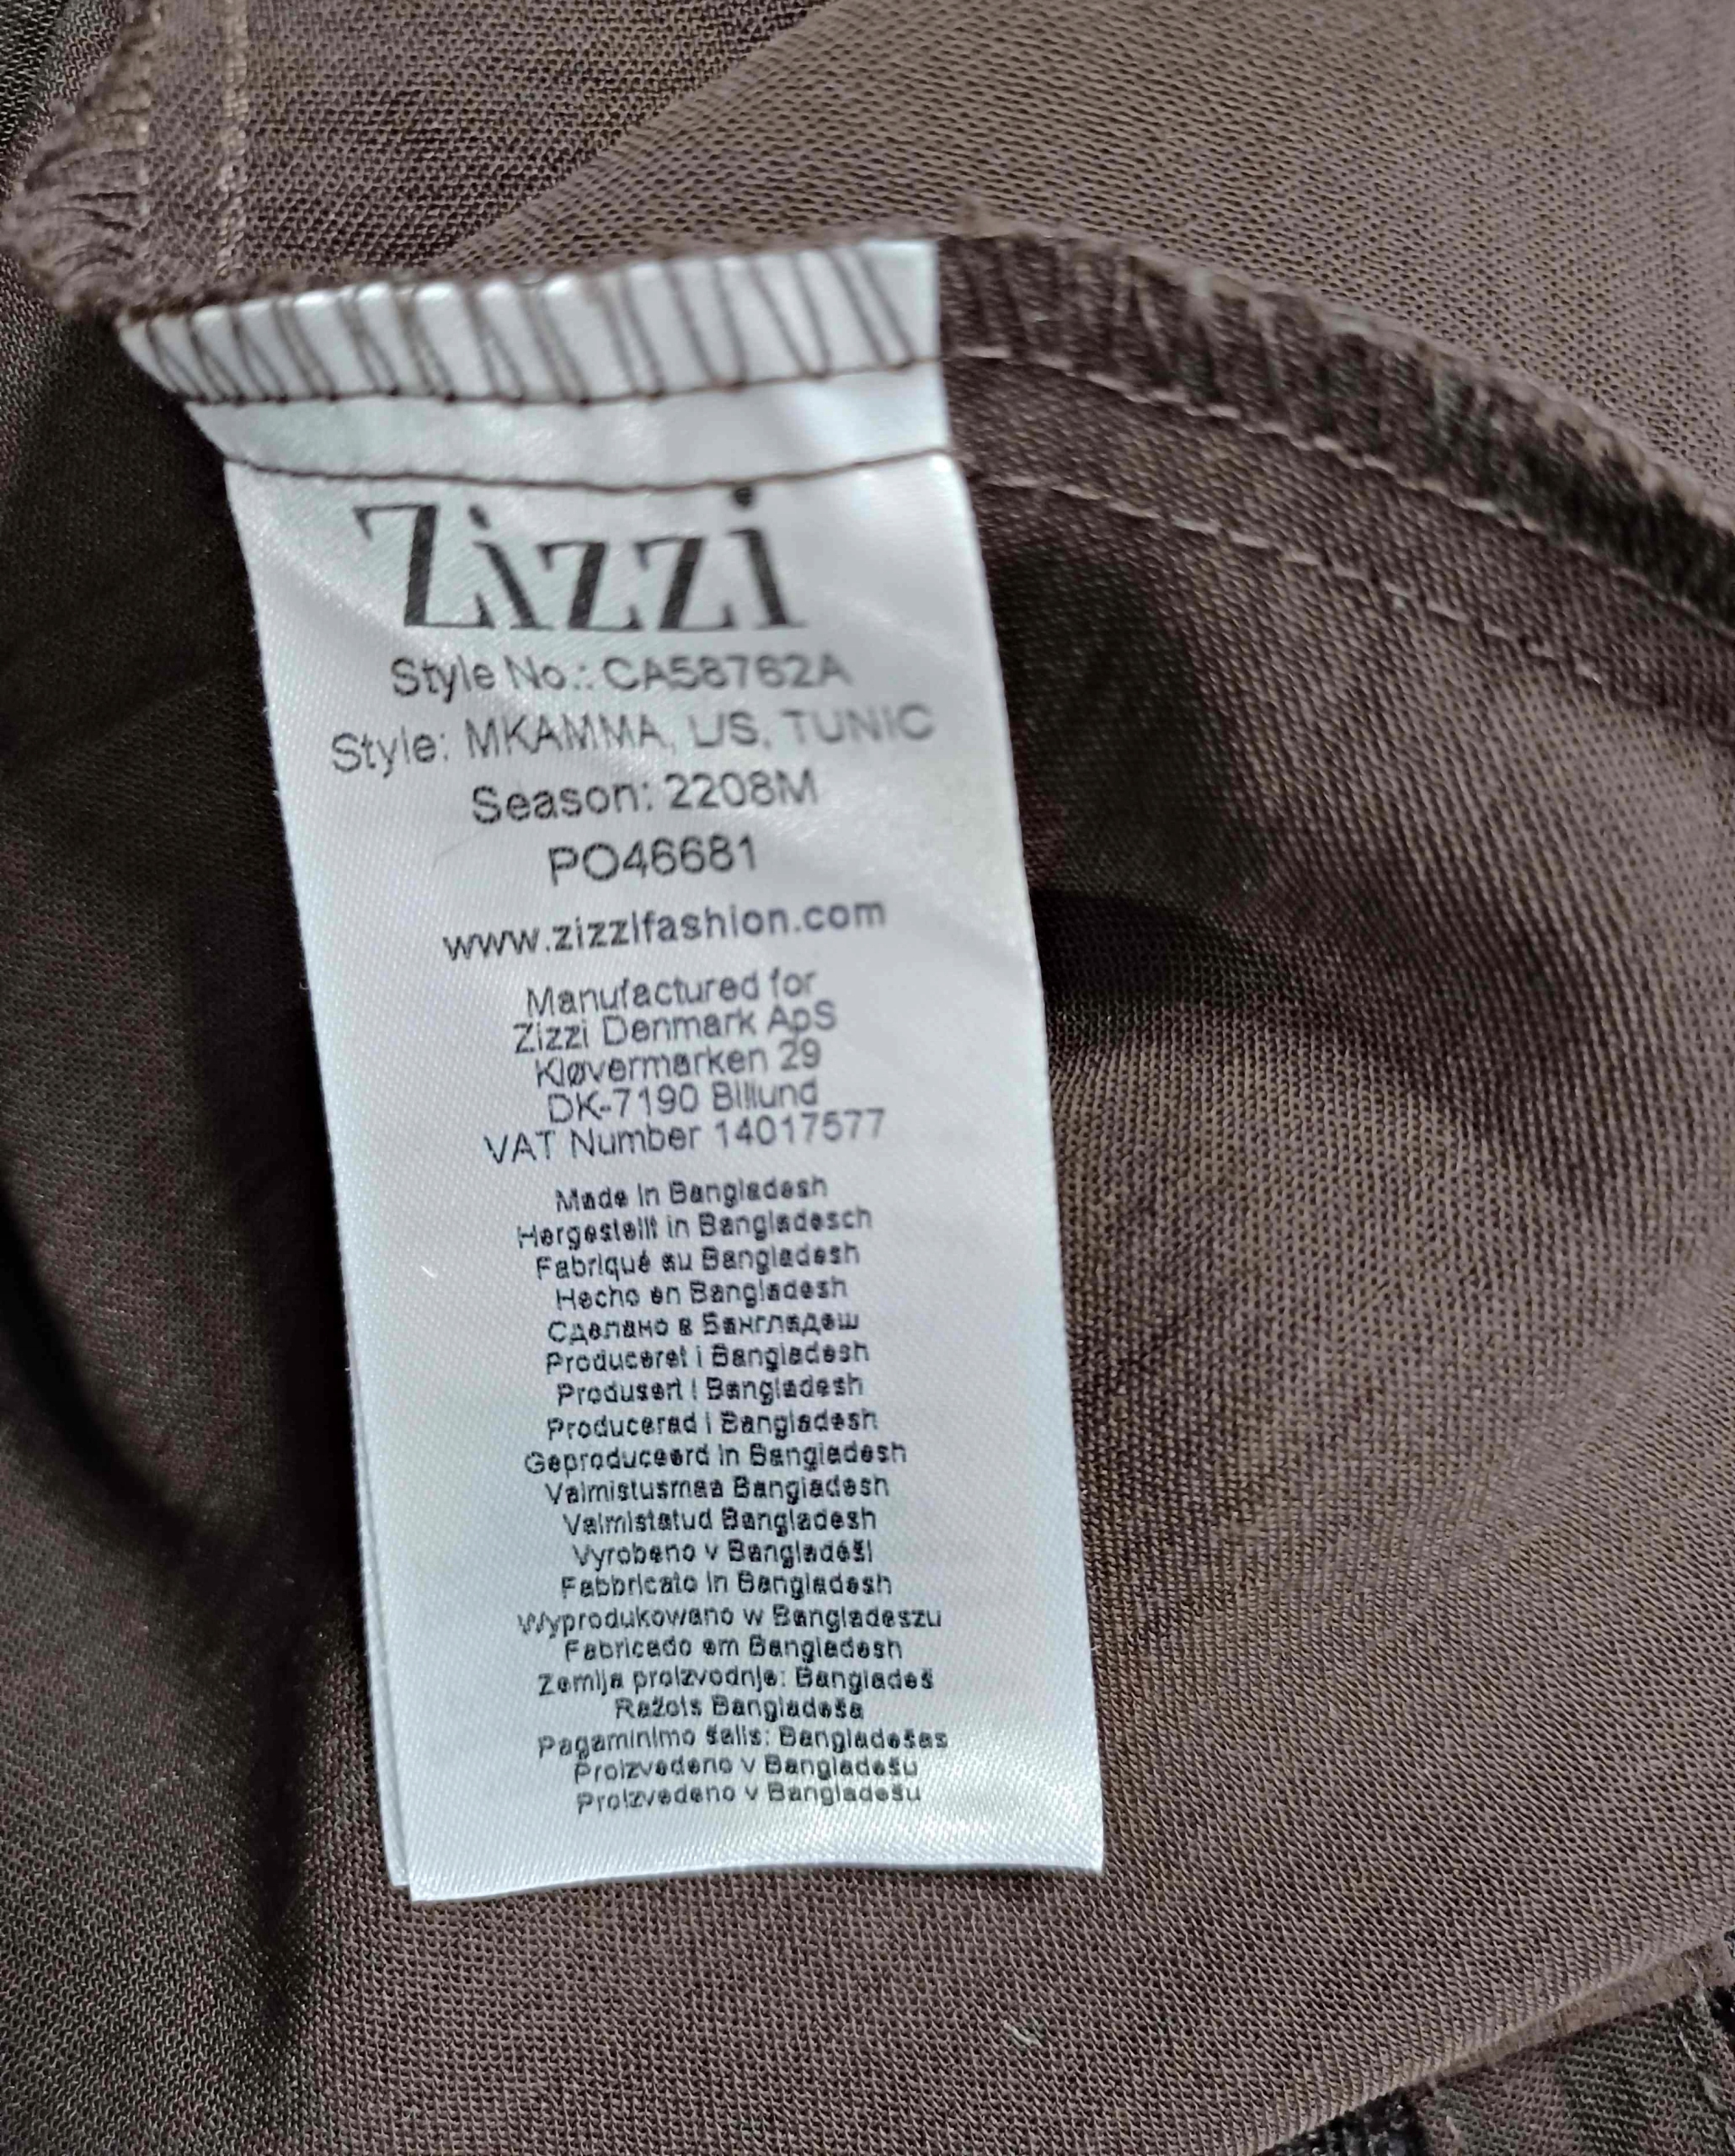 Zizzi
Style No.: CA58762A
Style: MKAMMA, L/S, TUNIC
Season: 2208M
PO46681
www.zizzifashion.com
Manufactured for
Zizzi Denmark ApS
Kløvermarken 29
DK-7190 Billund
VAT Number 14017577
Made in Bangladesh
Hergestellt in Bangladesch
Fabriqué au Bangladesh
Hecho en Bangladesh
Сделано в Бангладеш
Produceret i Bangladesh
Produsert i Bangladesh
Producerad i Bangladesh
Geproduceerd in Bangladesh
Valmistusmaa Bangladesh
Valmistatud Bangladesh
Vyrobeno v Bangladéši
Fabbricato in Bangladesh
Wyprodukowano w Bangladeszu
Fabricado em Bangladesh
Zemlja proizvodnje: Bangladeš
Ražots Bangladeša
Pagaminimo šalis: Bangladešas
Proizvedeno v Bangladešu
Proizvedeno v Bangladešu